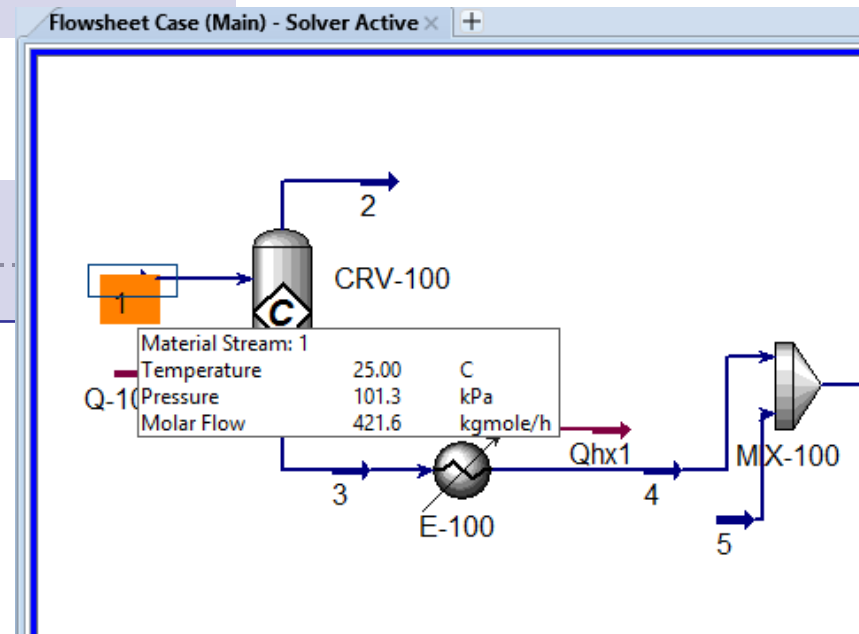 Flowsheet Case (Main) - Solver Active × +
2
CRV-100
C
1
Material Stream: 1
Temperature 25.00 C
Pressure 101.3 kPa
Molar Flow 421.6 kgmole/h
Q-10
Qhx1
MIX-100
3
4
E-100
5